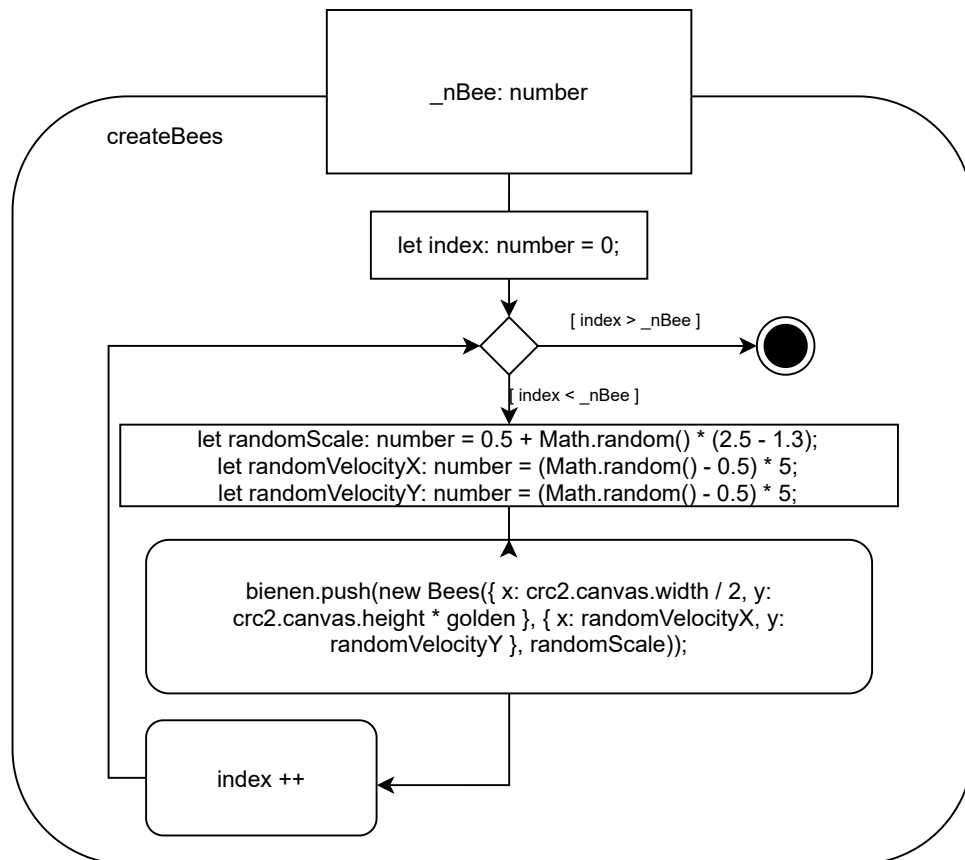 _nBee: number
createBees
let index: number = 0;
[ index > _nBee ]
[ index < _nBee ]
let randomScale: number = 0.5 + Math.random() * (2.5 - 1.3);
let randomVelocityX: number = (Math.random() - 0.5) * 5;
let randomVelocityY: number = (Math.random() - 0.5) * 5;
bienen.push(new Bees({ x: crc2.canvas.width / 2, y:
crc2.canvas.height * golden }, { x: randomVelocityX, y:
randomVelocityY }, randomScale));
index ++